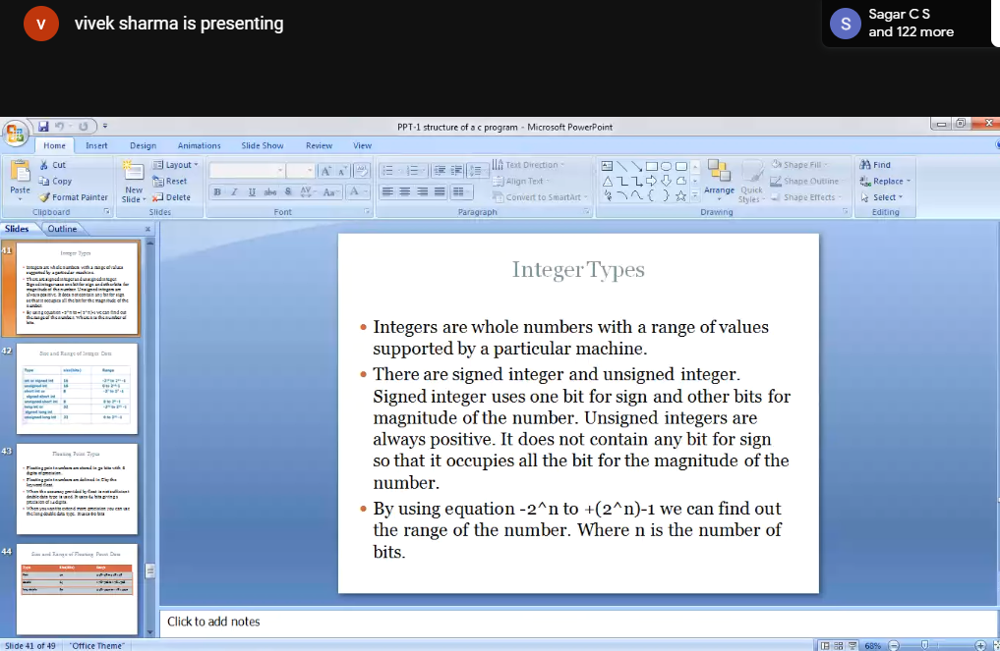 V
vivek sharma is presenting
S
Sagar C S
and 122 more
PPT-1 structure of a c program - Microsoft PowerPoint
Home Insert Design Animations Slide Show Review View
Paste
Cut
Copy
Format Painter
Clipboard
New
Slide
Layout
Reset
Delete
Slides
B I U abe S AV Aa A
Font
Text Direction
Align Text
Convert to SmartArt
Paragraph
Arrange
Quick
Styles
Shape Fill
Shape Outline
Shape Effects
Drawing
Find
Replace
Select
Editing
Slides Outline
41
Integer Types
42
Size and Range of Integer Data
43
Floating Point Types
44
Size and Range of Floating Point Data
Integer Types
Integers are whole numbers with a range of values
supported by a particular machine.
There are signed integer and unsigned integer.
Signed integer uses one bit for sign and other bits for
magnitude of the number. Unsigned integers are
always positive. It does not contain any bit for sign
so that it occupies all the bit for the magnitude of the
number.
By using equation -2^n to +(2^n)-1 we can find out
the range of the number. Where n is the number of
bits.
Click to add notes
Slide 41 of 49 "Office Theme" 68%